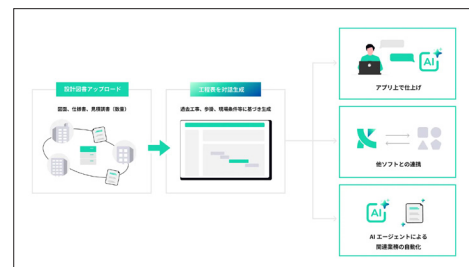 設計図書アップロード
図面、仕様書、見積調書（数量）
工程表を対話生成
過去工事、歩掛、現場条件等に基づき生成
AI
アプリ上で仕上げ
他ソフトとの連携
AI
AI エージェントによる
関連業務の自動化